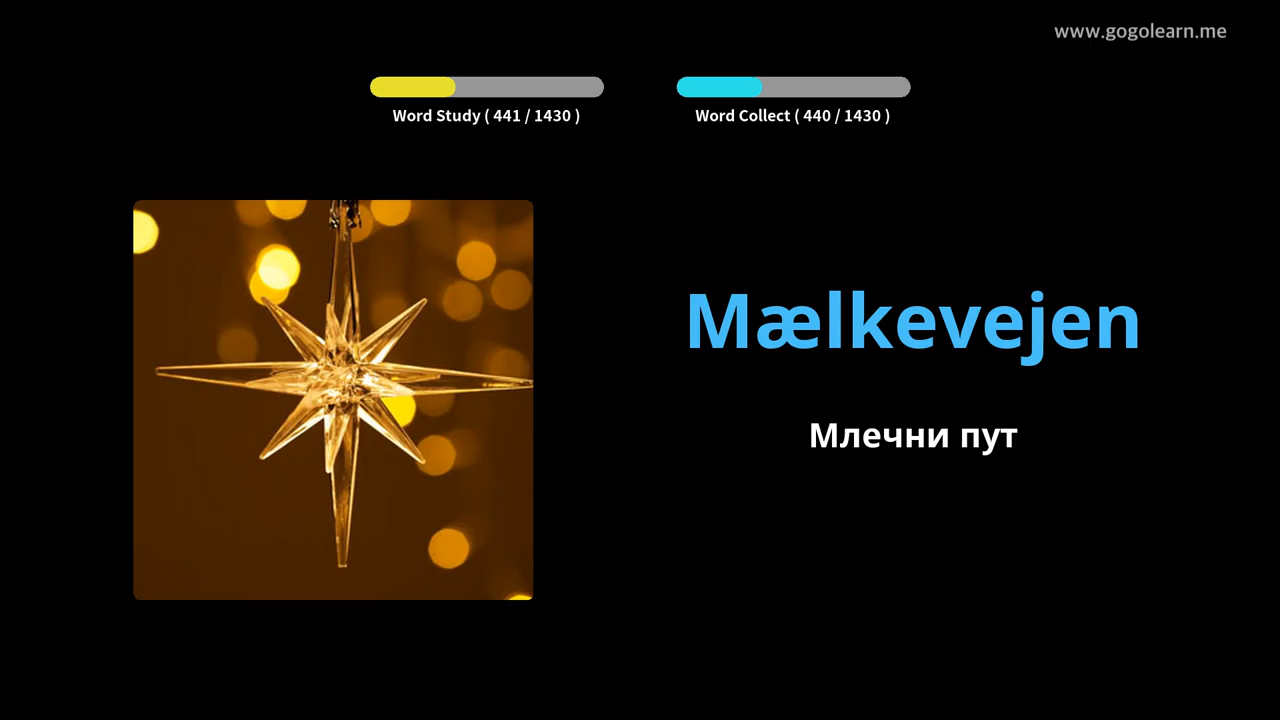 www.gogolearn.me
Word Study ( 441 / 1430 )
Word Collect ( 440 / 1430 )
Mælkevejen
Млечни пут